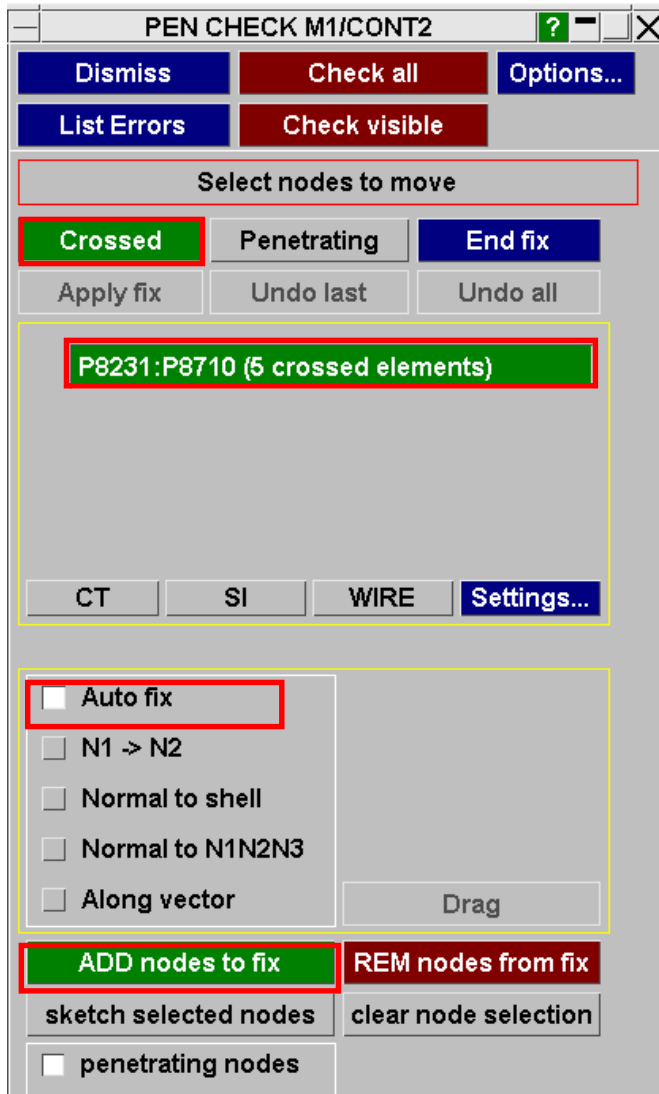 PEN CHECK M1/CONT2 ?
Dismiss Check all Options...
List Errors Check visible
Select nodes to move
Crossed Penetrating End fix
Apply fix Undo last Undo all
P8231:P8710 (5 crossed elements)
CT SI WIRE Settings...
Auto fix
N1 -> N2
Normal to shell
Normal to N1N2N3
Along vector Drag
ADD nodes to fix REM nodes from fix
sketch selected nodes clear node selection
penetrating nodes